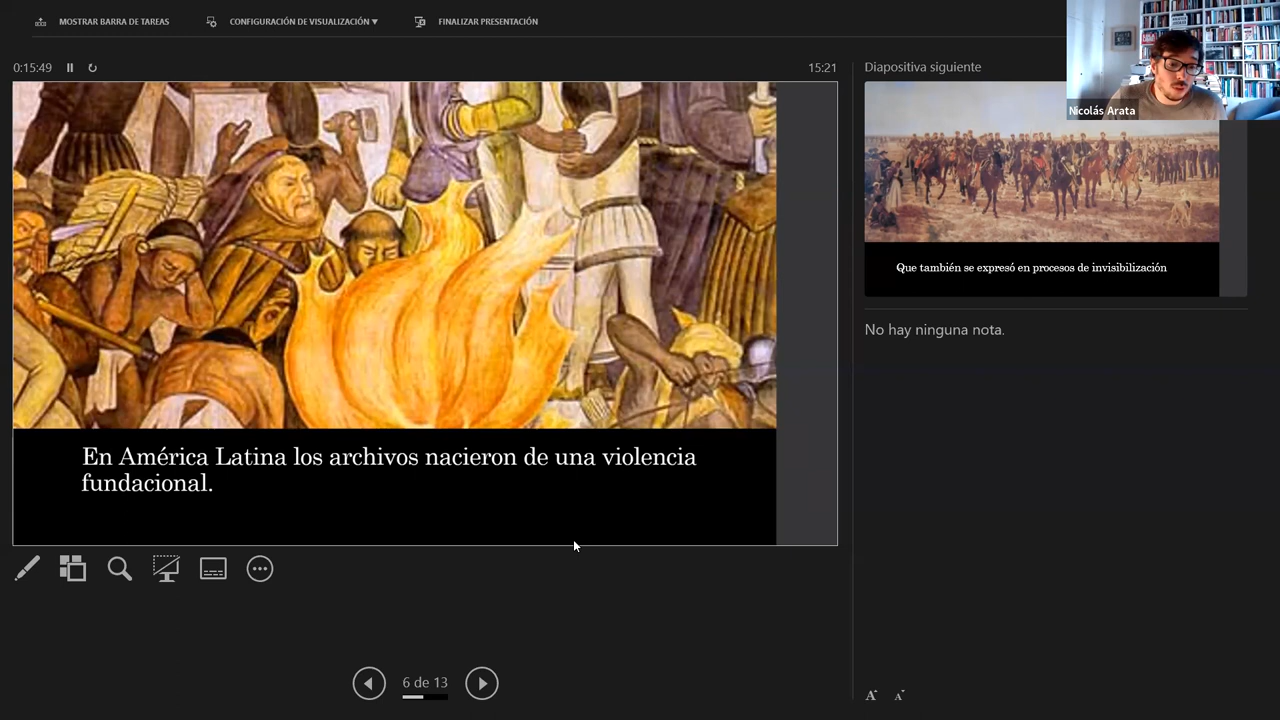 MOSTRAR BARRA DE TAREAS
CONFIGURACIÓN DE VISUALIZACIÓN ▼
FINALIZAR PRESENTACIÓN
0:15:49
15:21
Diapositiva siguiente
Nicolás Arata
En América Latina los archivos nacieron de una violencia
fundacional.
Que también se expresó en procesos de invisibilización
No hay ninguna nota.
6 de 13
A
A